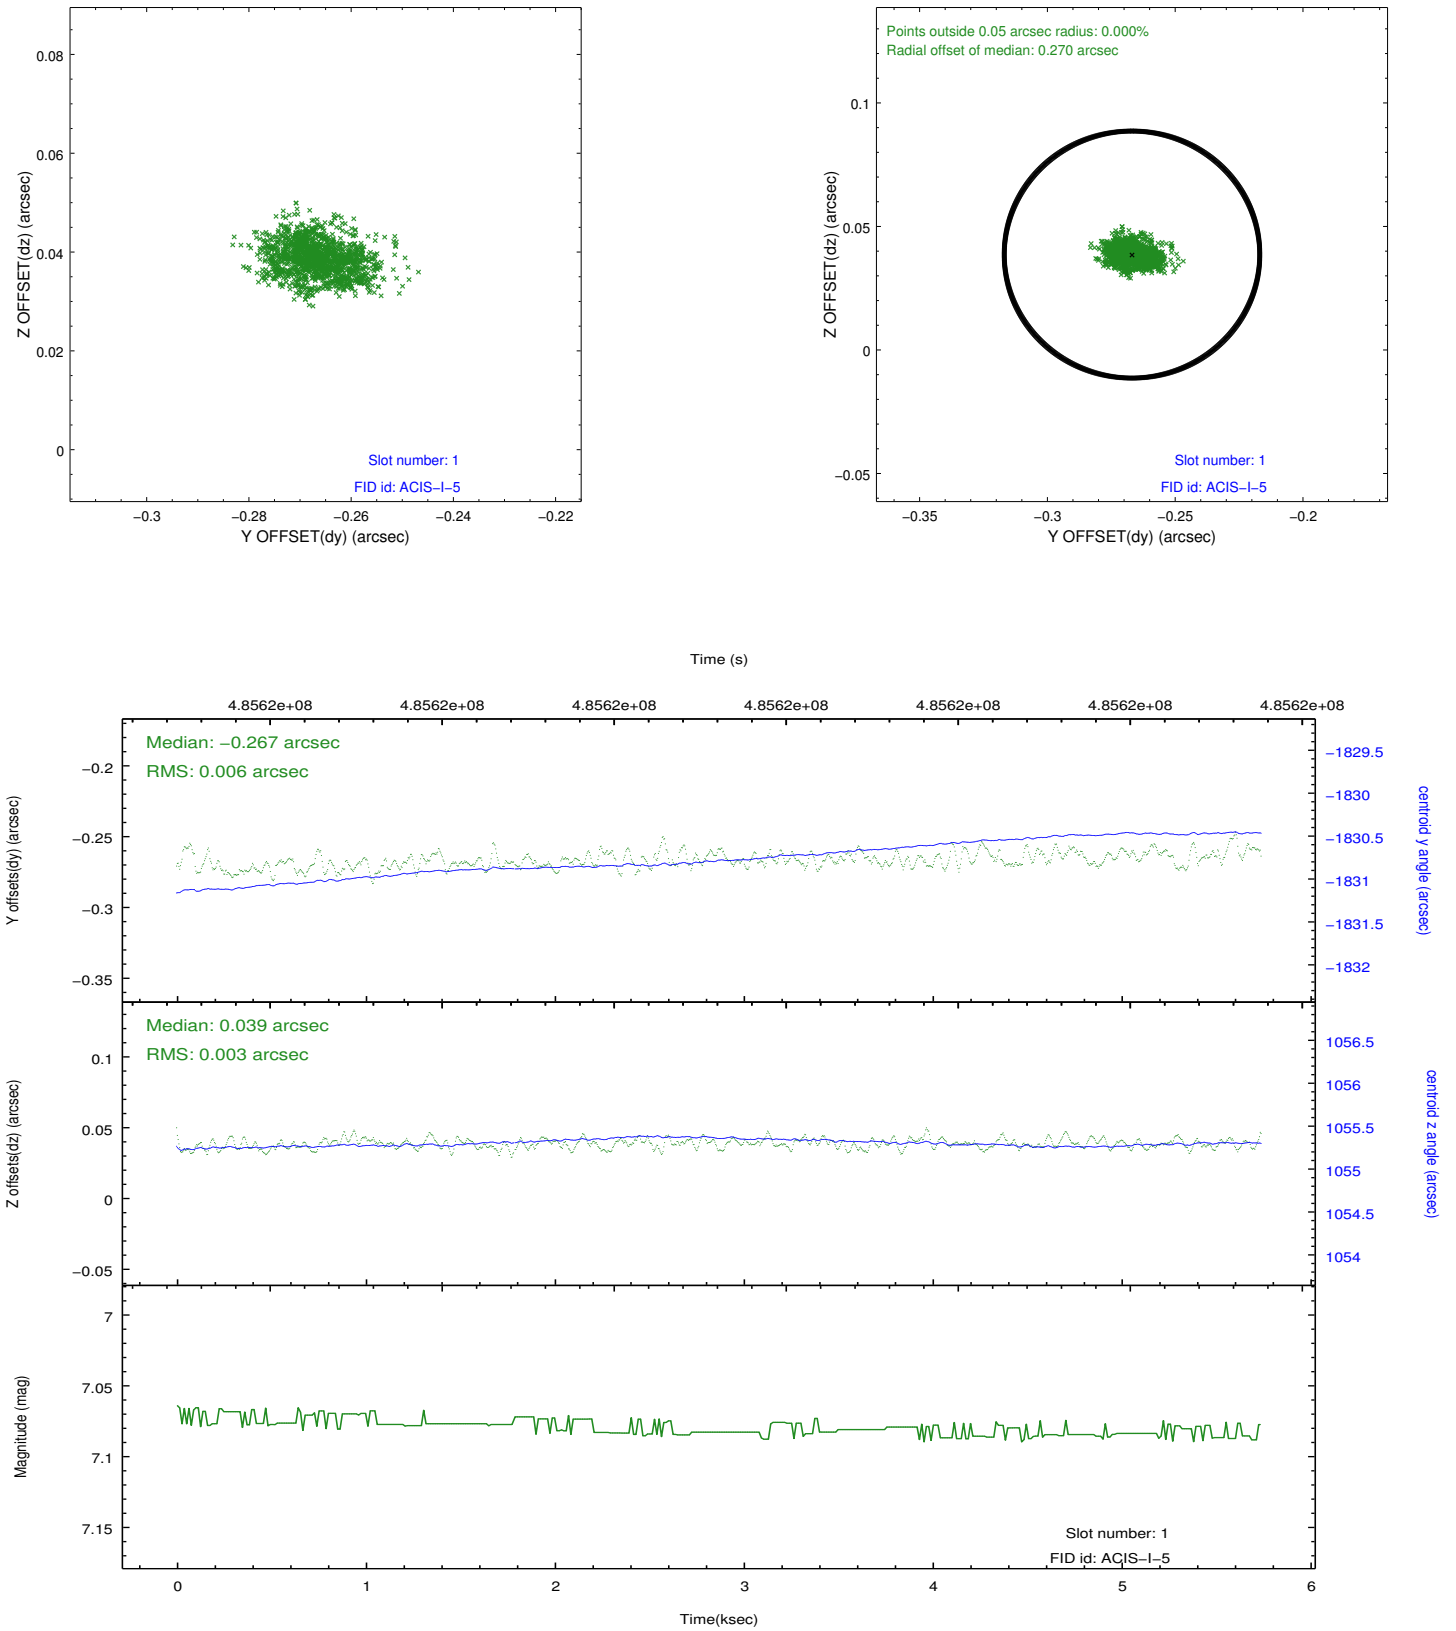 0.08
0.06
0.04
0.02
0
Z OFFSET(dz) (arcsec)
Slot number: 1
FID id: ACIS−I−5
−0.3 −0.28 −0.26 −0.24 −0.22
Y OFFSET(dy) (arcsec)
Points outside 0.05 arcsec radius: 0.000%
Radial offset of median: 0.270 arcsec
0.1
0.05
0
−0.05
Z OFFSET(dz) (arcsec)
Slot number: 1
FID id: ACIS−I−5
−0.35 −0.3 −0.25 −0.2
Y OFFSET(dy) (arcsec)
Time (s)
4.8562e+08 4.8562e+08 4.8562e+08 4.8562e+08 4.8562e+08 4.8562e+08 4.8562e+08
Median: −0.267 arcsec
RMS: 0.006 arcsec
−0.2
−0.25
−0.3
−0.35
Y offsets(dy) (arcsec)
−1829.5
−1830
−1830.5
−1831
−1831.5
−1832
centroid y angle (arcsec)
Median: 0.039 arcsec
RMS: 0.003 arcsec
0.1
0.05
0
−0.05
Z offsets(dz) (arcsec)
1056.5
1056
1055.5
1055
1054.5
1054
centroid z angle (arcsec)
7
7.05
7.1
7.15
Magnitude (mag)
Slot number: 1
FID id: ACIS−I−5
0 1 2 3 4 5 6
Time(ksec)